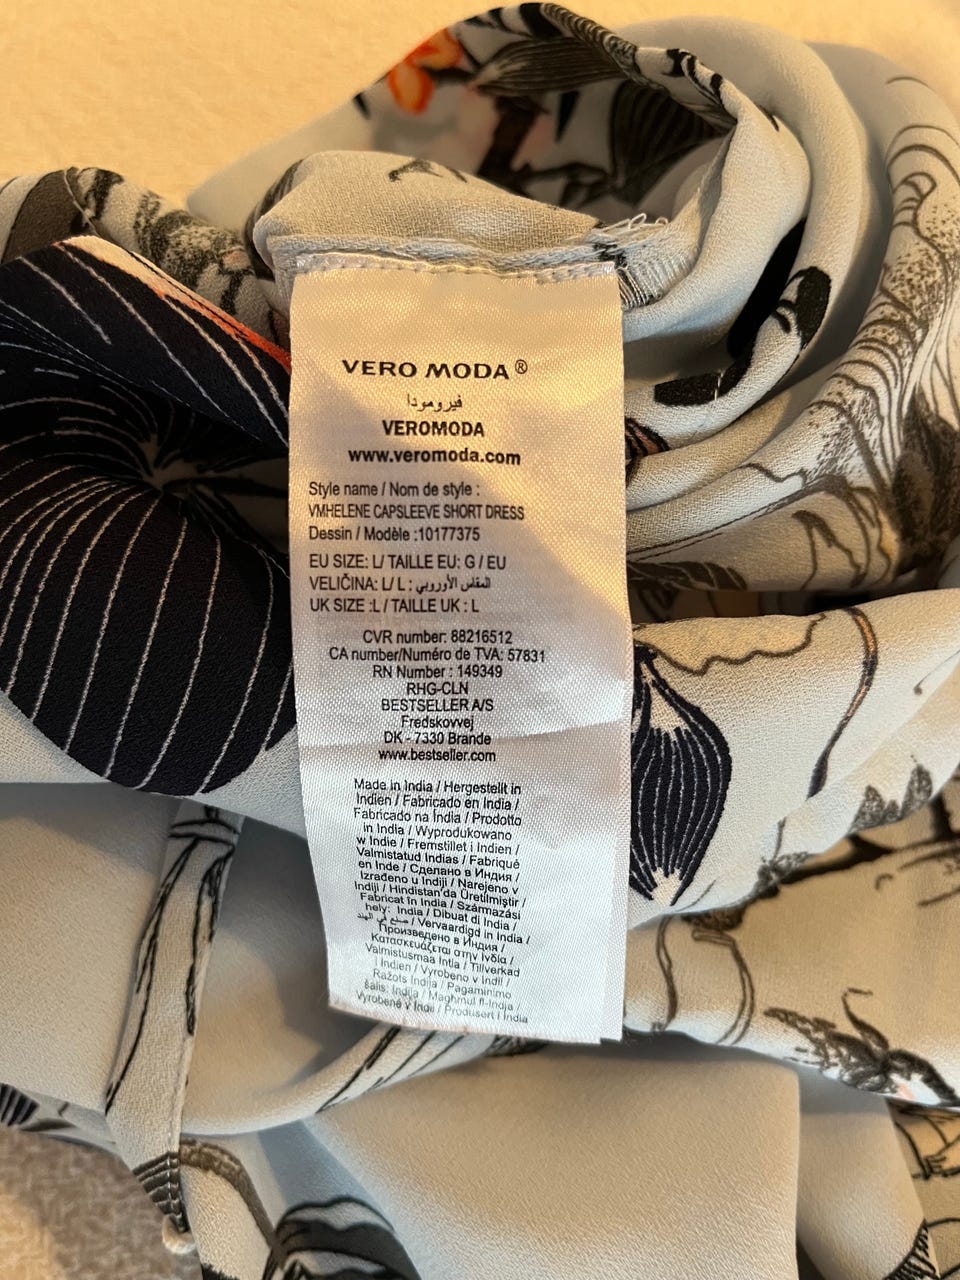 VERO MODA®
فيرومودا
VEROMODA
www.veromoda.com
Style name / Nom de style :
VMHELENE CAPSLEEVE SHORT DRESS
Dessin / Modèle :10177375
EU SIZE: L/ TAILLE EU: G / EU
VELIČINA: L/ L : المقاس الأوروبي
UK SIZE :L / TAILLE UK : L
CVR number: 88216512
CA number/Numéro de TVA: 57831
RN Number : 149349
RHG-CLN
BESTSELLER A/S
Fredskovvej
DK - 7330 Brande
www.bestseller.com
Made in India / Hergestellt in
Indien / Fabricado en India /
Fabricado na Índia / Prodotto
in India / Wyprodukowano
w Indie / Fremstillet i Indien /
Valmistatud Indias / Fabriqué
en Inde / Сделано в Индия /
Izrađeno u Indiji / Narejeno v
Indiji / Hindistan'da Üretilmiştir /
Fabricat în India / Származási
hely: India / Dibuat di India /
صنع في الهند / Vervaardigd in India /
Произведено в Индия /
Κατασκευάζεται στην Ινδία /
Valmistusmaa Intia / Tillverkad
i Indien / Vyrobeno v Indii /
Ražots Indija / Pagaminimo
šalis: Indija / Maghmul fl-Indja /
Vyrobené v Indii / Produsert i India